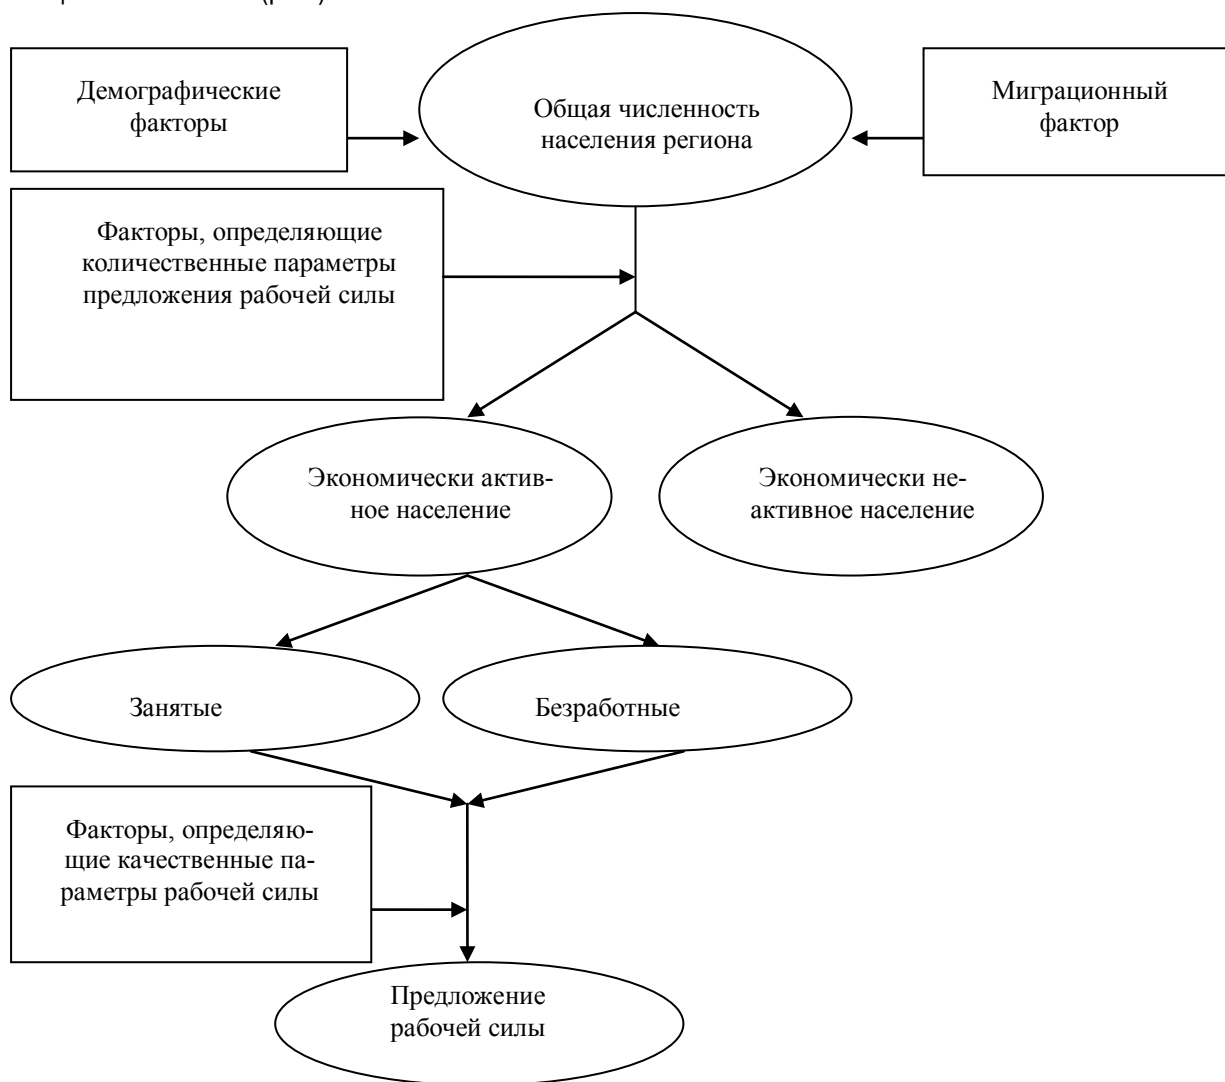 Демографические
факторы
Общая численность
населения региона
Миграционный
фактор
Факторы, определяющие
количественные параметры
предложения рабочей силы
Экономически актив-
ное население
Экономически не-
активное население
Занятые
Безработные
Факторы, определяю-
щие качественные па-
раметры рабочей силы
Предложение
рабочей силы